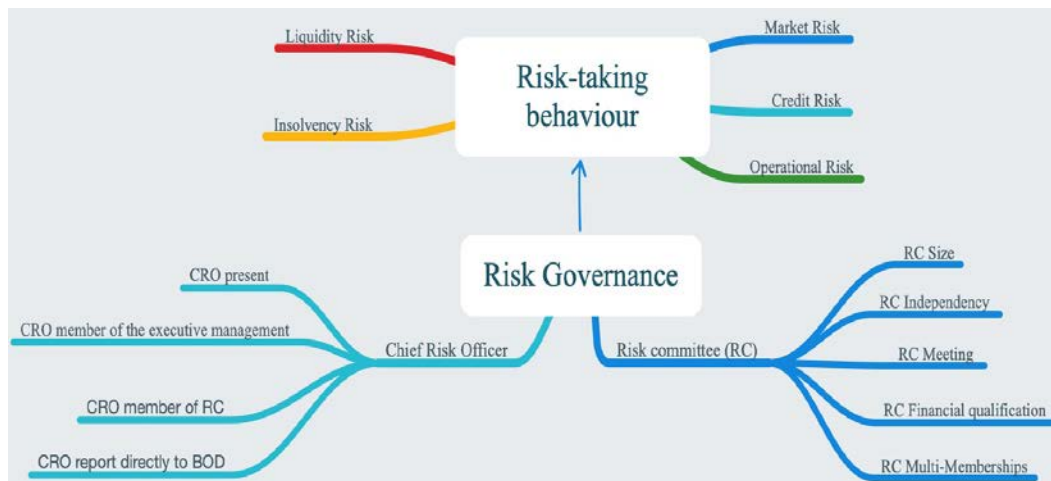 Liquidity Risk
Insolvency Risk
Risk-taking
behaviour
Market Risk
Credit Risk
Operational Risk
Risk Governance
CRO present
CRO member of the executive management
Chief Risk Officer
CRO member of RC
CRO report directly to BOD
Risk committee (RC)
RC Size
RC Independency
RC Meeting
RC Financial qualification
RC Multi-Memberships